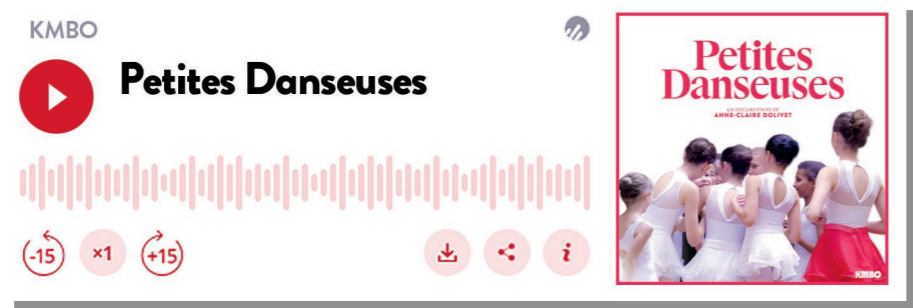 KMBO
Petites Danseuses
-15
×1
+15
i
Petites
Danseuses
UN DOCUMENTAIRE DE
ANNE-CLAIRE DOLIVET
KMBO